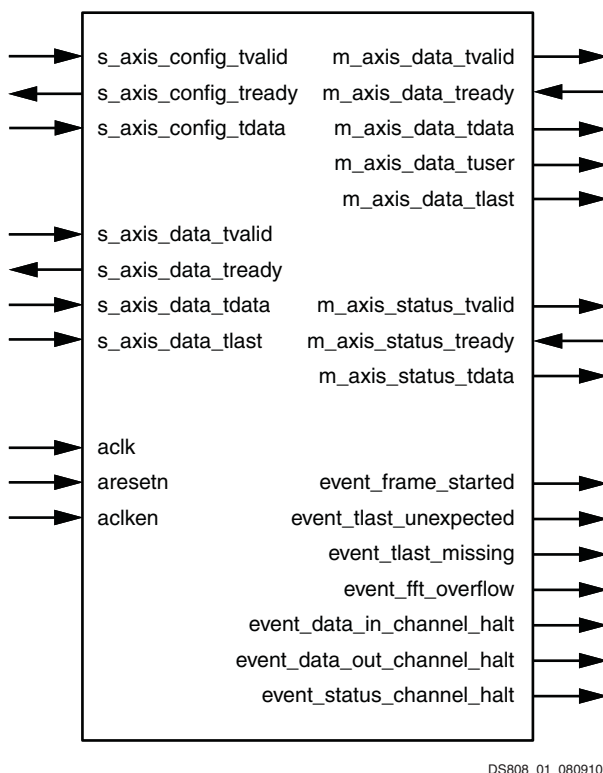 s_axis_config_tvalid m_axis_data_tvalid
s_axis_config_tready m_axis_data_tready
s_axis_config_tdata m_axis_data_tdata
m_axis_data_tuser
m_axis_data_tlast
s_axis_data_tvalid
s_axis_data_tready
s_axis_data_tdata m_axis_status_tvalid
s_axis_data_tlast m_axis_status_tready
m_axis_status_tdata
aclk
aresetn event_frame_started
aclken event_tlast_unexpected
event_tlast_missing
event_fft_overflow
event_data_in_channel_halt
event_data_out_channel_halt
event_status_channel_halt
DS808_01_080910